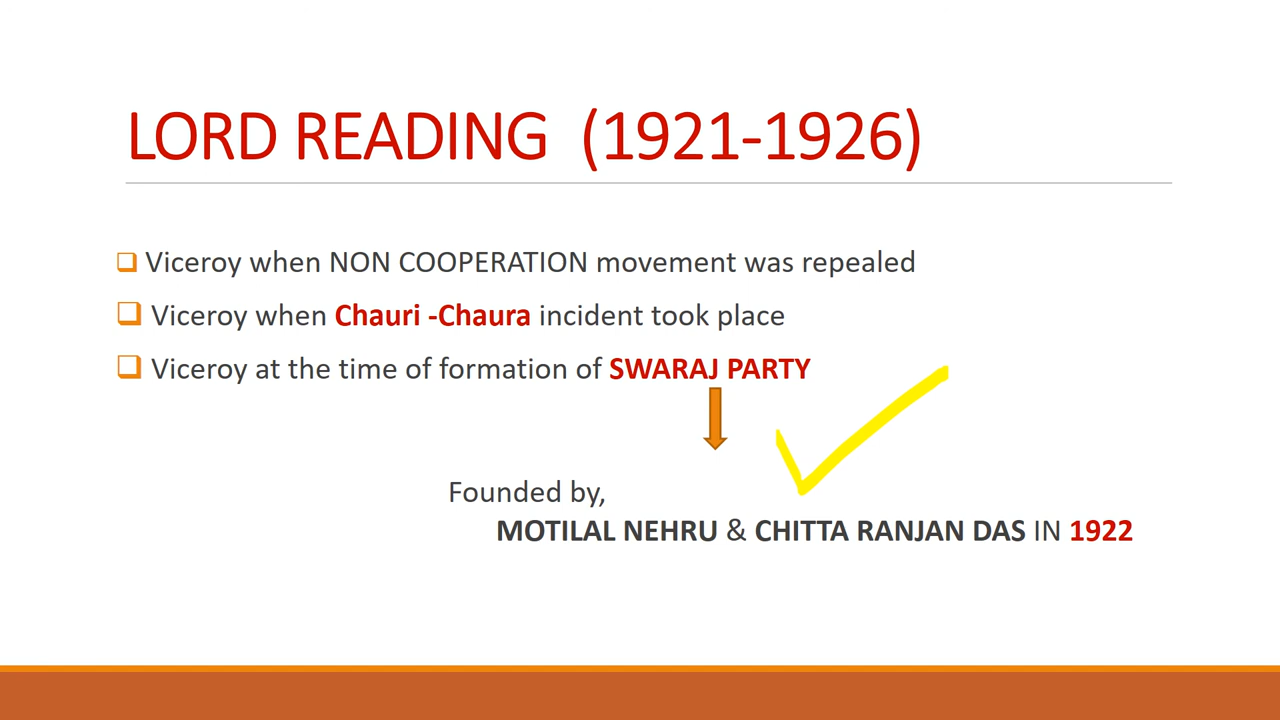 LORD READING (1921-1926)
Viceroy when NON COOPERATION movement was repealed
Viceroy when Chauri -Chaura incident took place
Viceroy at the time of formation of SWARAJ PARTY
Founded by,
MOTILAL NEHRU & CHITTA RANJAN DAS IN 1922